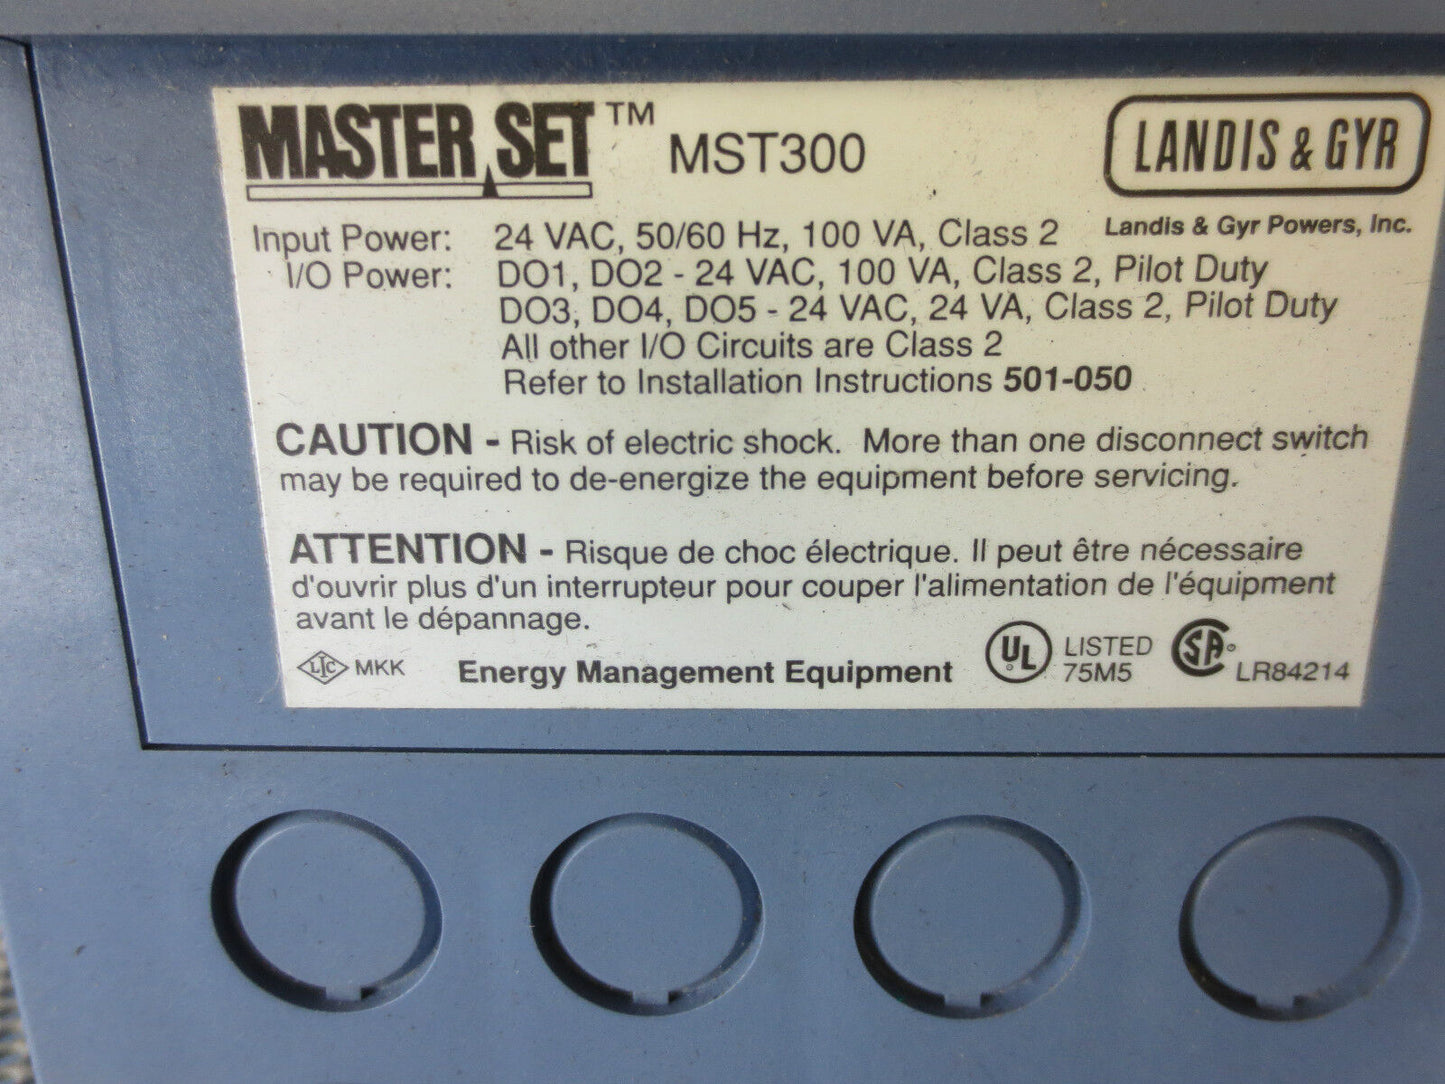 MASTER SET™ MST300
LANDIS & GYR
Landis & Gyr Powers, Inc.
Input Power: 24 VAC, 50/60 Hz, 100 VA, Class 2
I/O Power: DO1, DO2 - 24 VAC, 100 VA, Class 2, Pilot Duty
DO3, DO4, DO5 - 24 VAC, 24 VA, Class 2, Pilot Duty
All other I/O Circuits are Class 2
Refer to Installation Instructions 501-050
CAUTION - Risk of electric shock. More than one disconnect switch
may be required to de-energize the equipment before servicing.
ATTENTION - Risque de choc électrique. Il peut être nécessaire
d'ouvrir plus d'un interrupteur pour couper l'alimentation de l'équipment
avant le dépannage.
LIC MKK
Energy Management Equipment
UL LISTED
75M5
SA LR84214